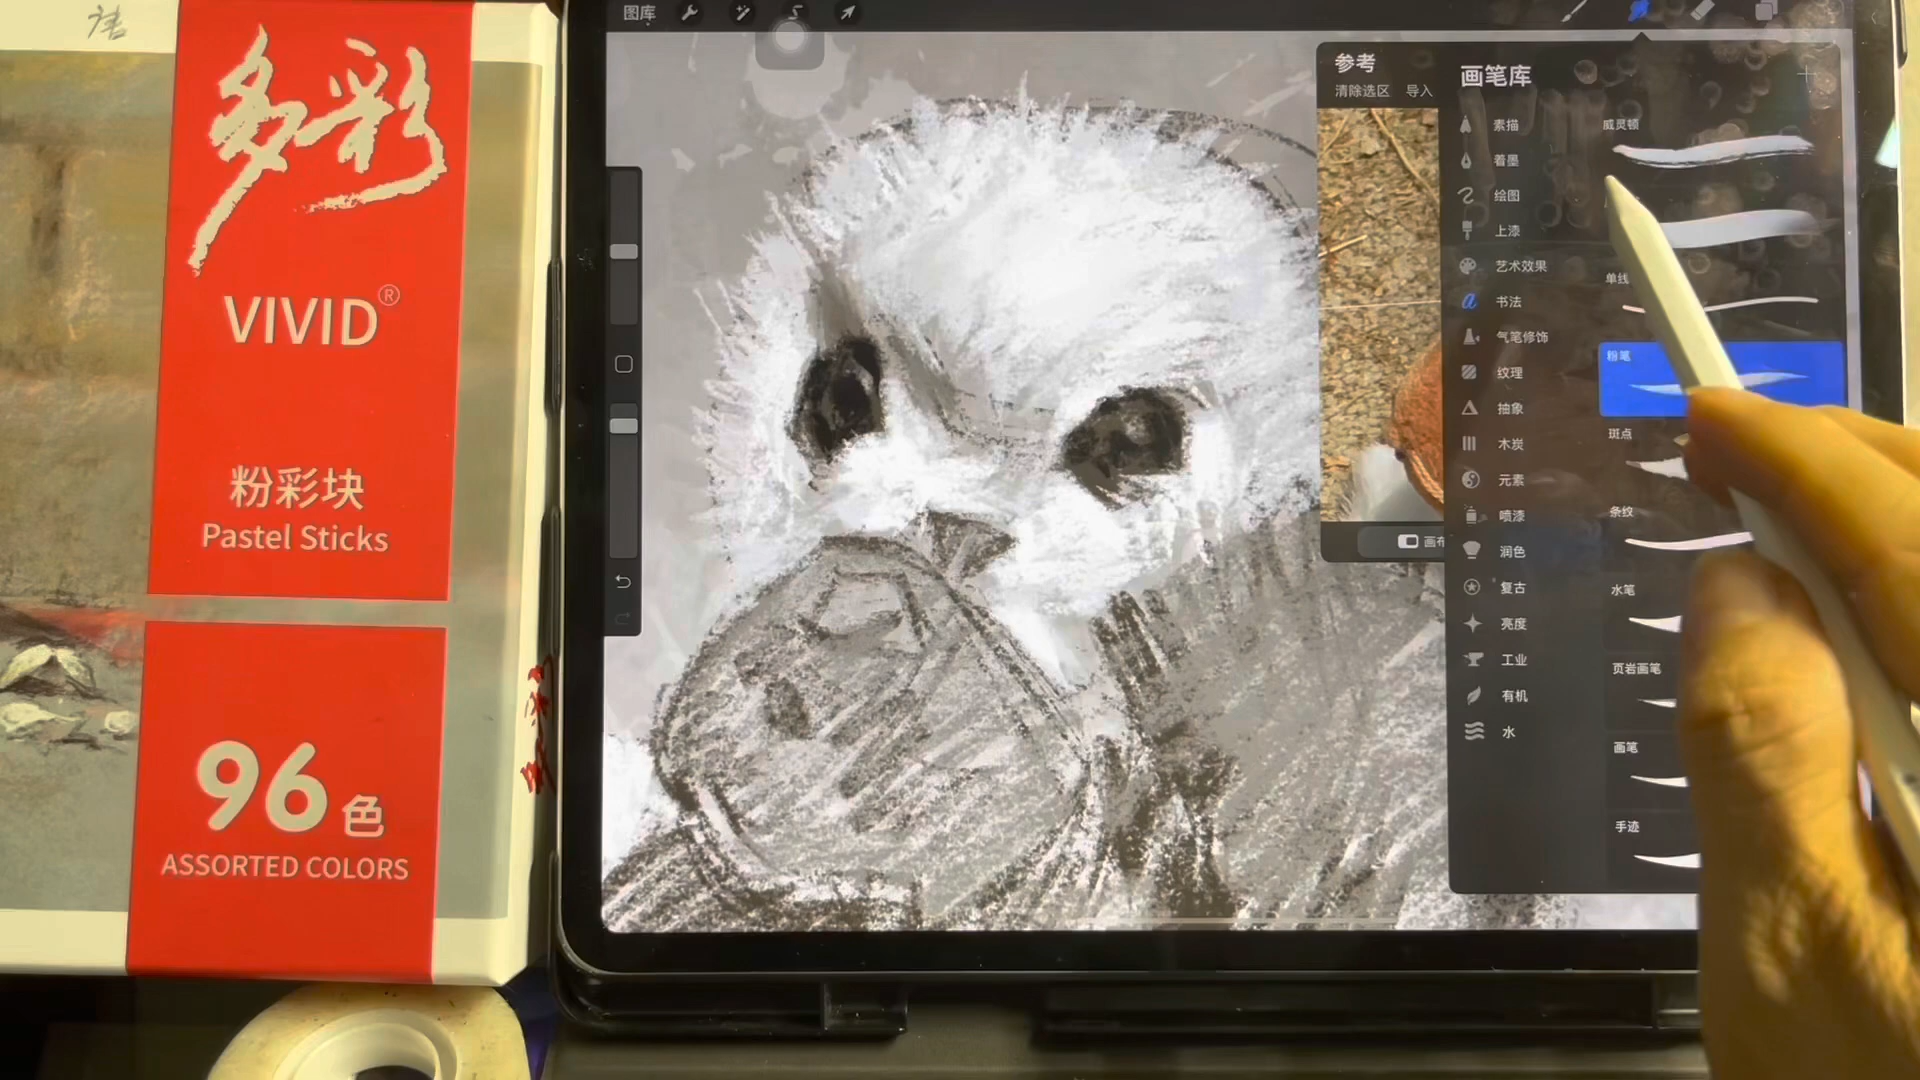 多彩
VIVID®
粉彩块
Pastel Sticks
96色
ASSORTED COLORS
图库
参考
清除选区 导入
画布
画笔库
素描
着墨
绘图
上漆
艺术效果
书法
气笔修饰
纹理
抽象
木炭
元素
喷漆
润色
复古
亮度
工业
有机
水
威灵顿
单线
粉笔
斑点
条纹
水笔
页岩画笔
画笔
手迹